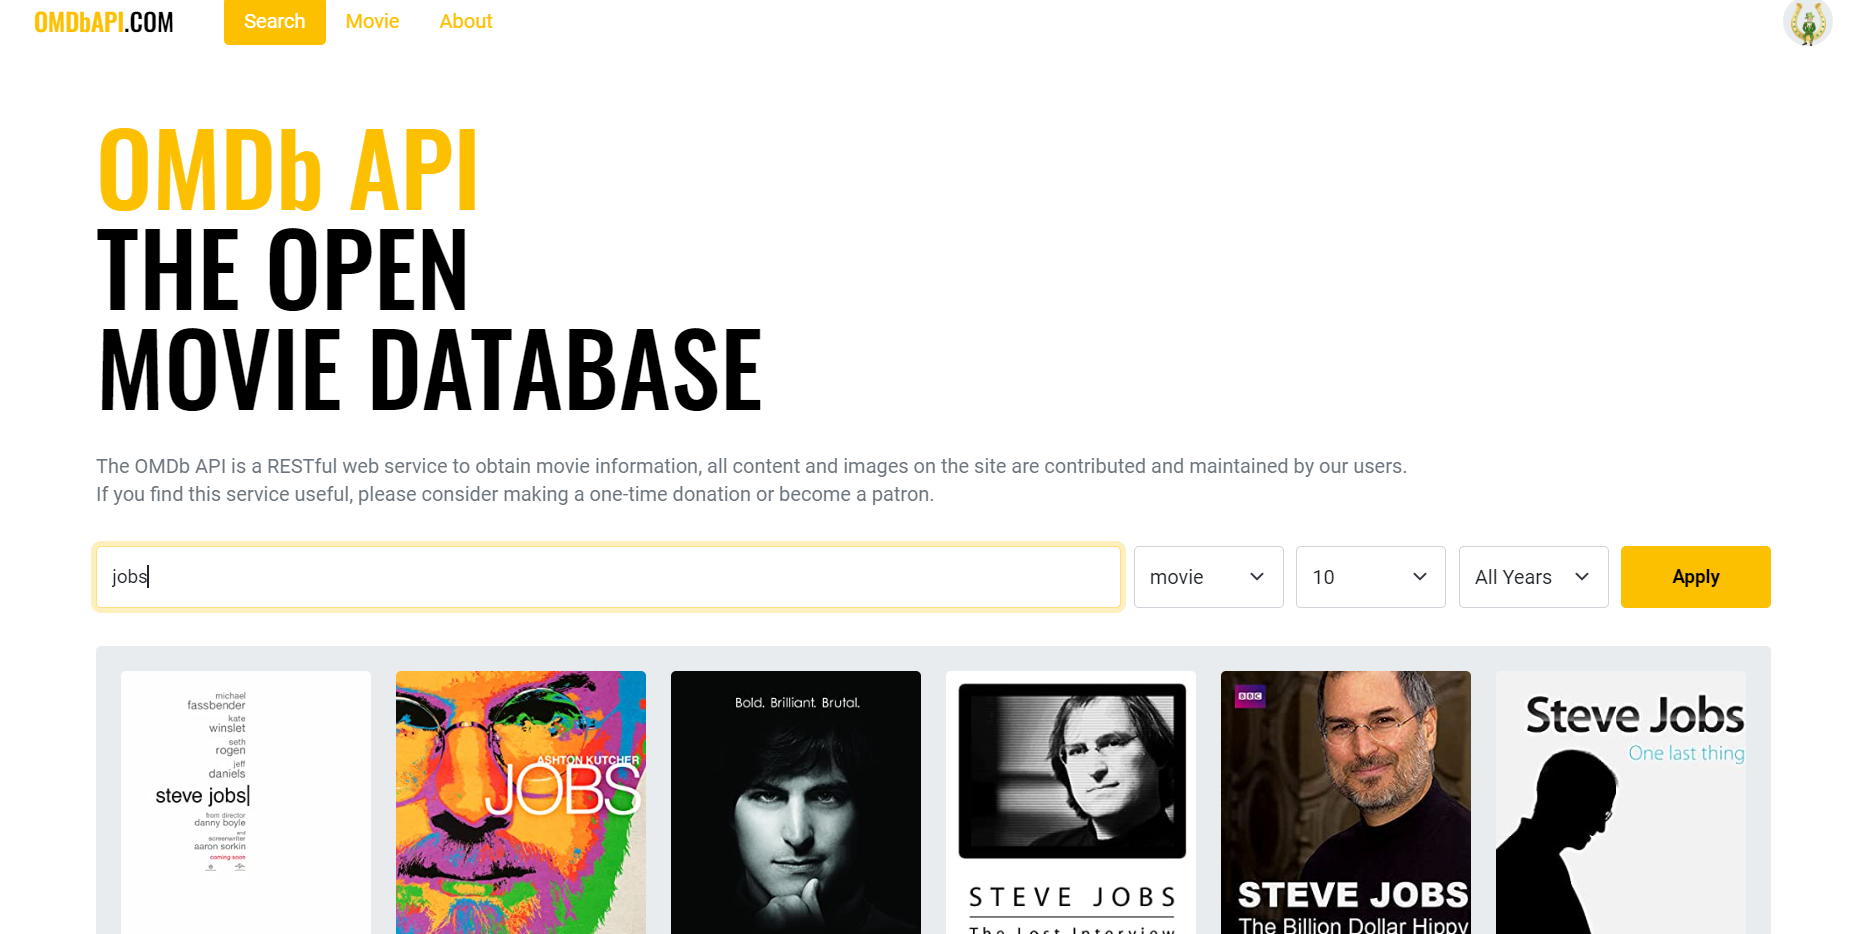 OMDbAPI.COM
Search
Movie
About
OMDb API
THE OPEN
MOVIE DATABASE
The OMDb API is a RESTful web service to obtain movie information, all content and images on the site are contributed and maintained by our users.
If you find this service useful, please consider making a one-time donation or become a patron.
jobs
movie
10
All Years
Apply
michael
fassbender
kate
winslet
seth
rogen
jeff
daniels
steve jobs
from director
danny boyle
and
screenwriter
aaron sorkin
coming soon
ASHTON KUTCHER
JOBS
Bold. Brilliant. Brutal.
STEVE JOBS
The Lost Interview
BBC
STEVE JOBS
The Billion Dollar Hippy
Steve Jobs
One last thing